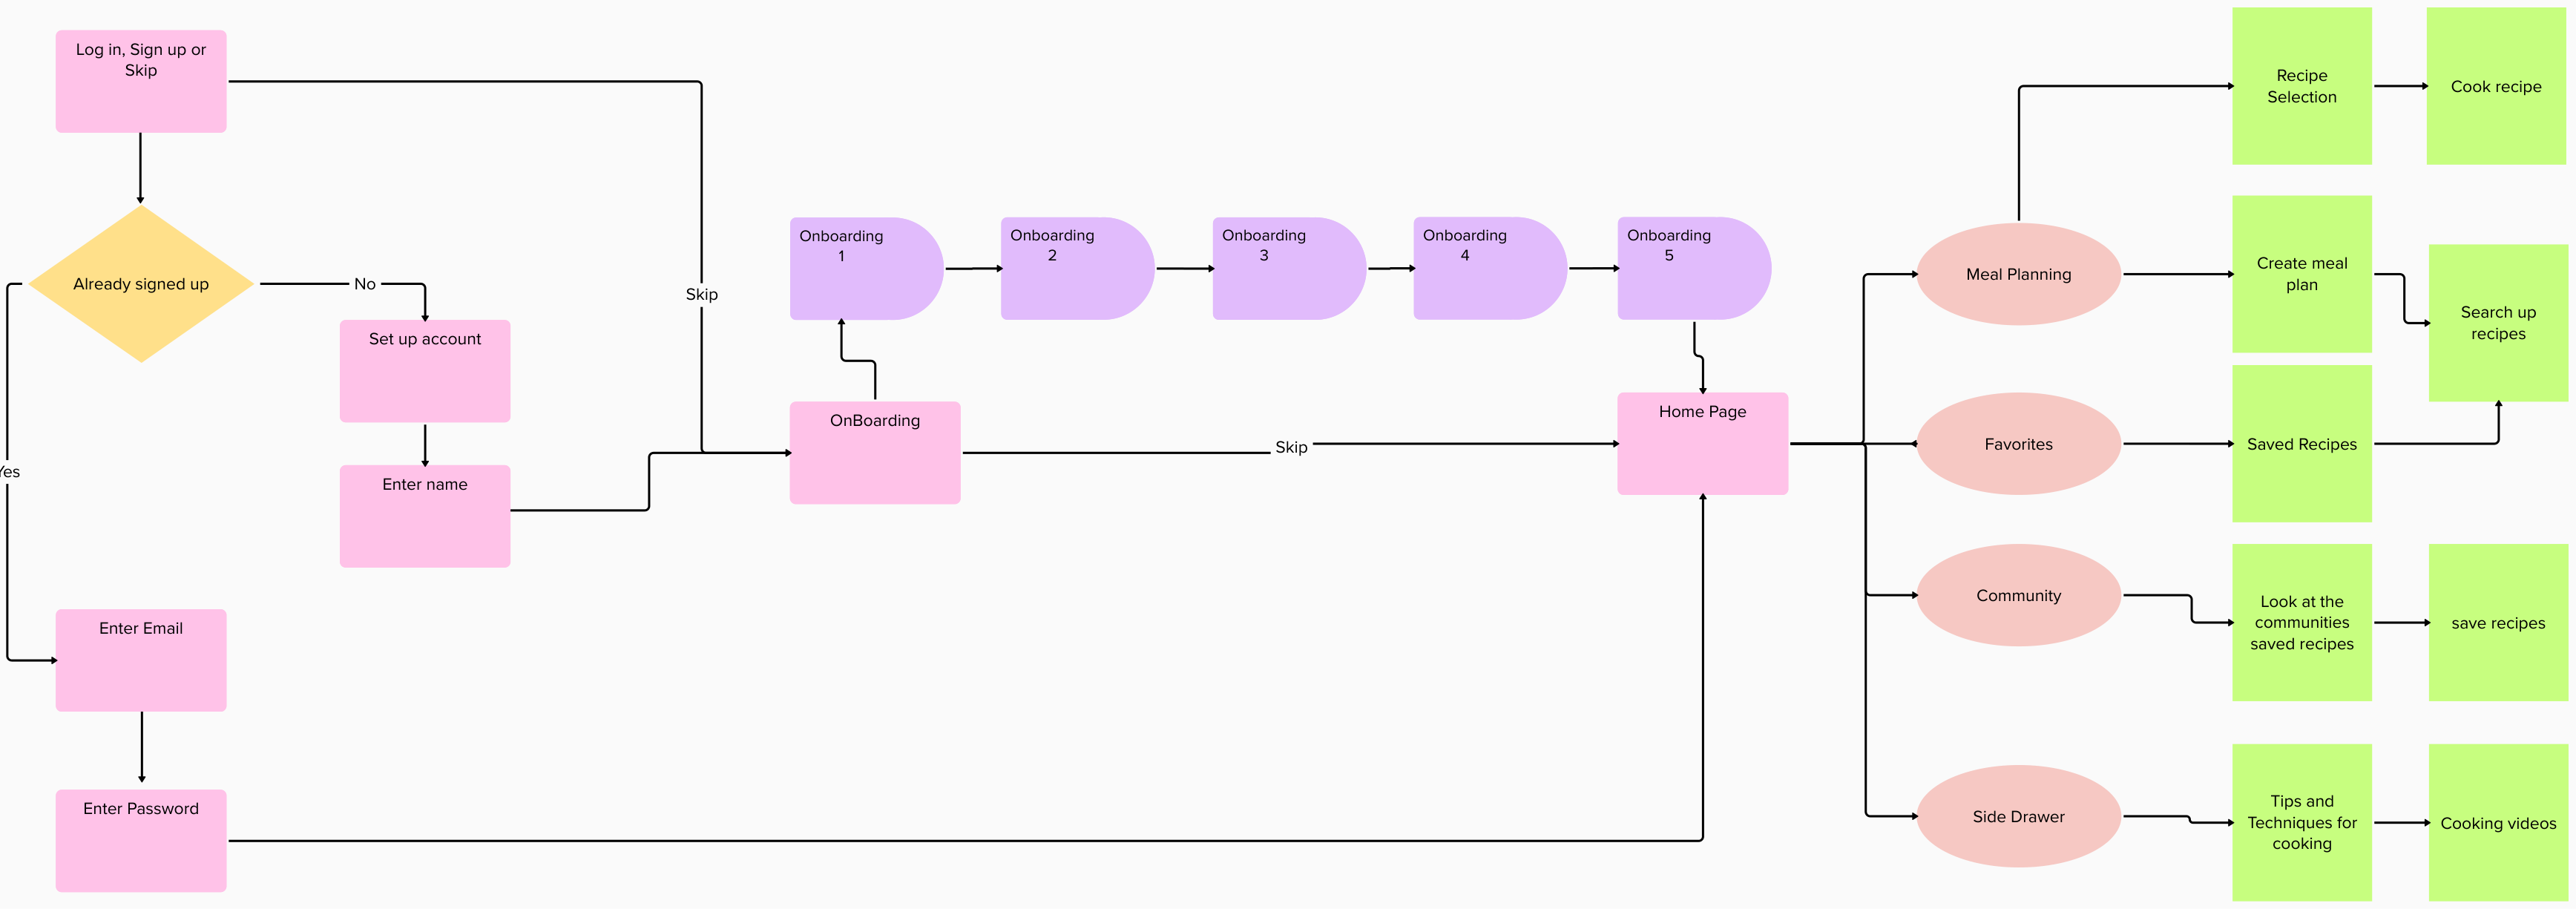 Log in, Sign up or
Skip
Already signed up
No
Set up account
Enter name
Yes
Enter Email
Enter Password
Skip
Onboarding
1
Onboarding
2
Onboarding
3
Onboarding
4
Onboarding
5
OnBoarding
Skip
Home Page
Meal Planning
Favorites
Community
Side Drawer
Recipe
Selection
Cook recipe
Create meal
plan
Search up
recipes
Saved Recipes
Look at the
communities
saved recipes
save recipes
Tips and
Techniques for
cooking
Cooking videos